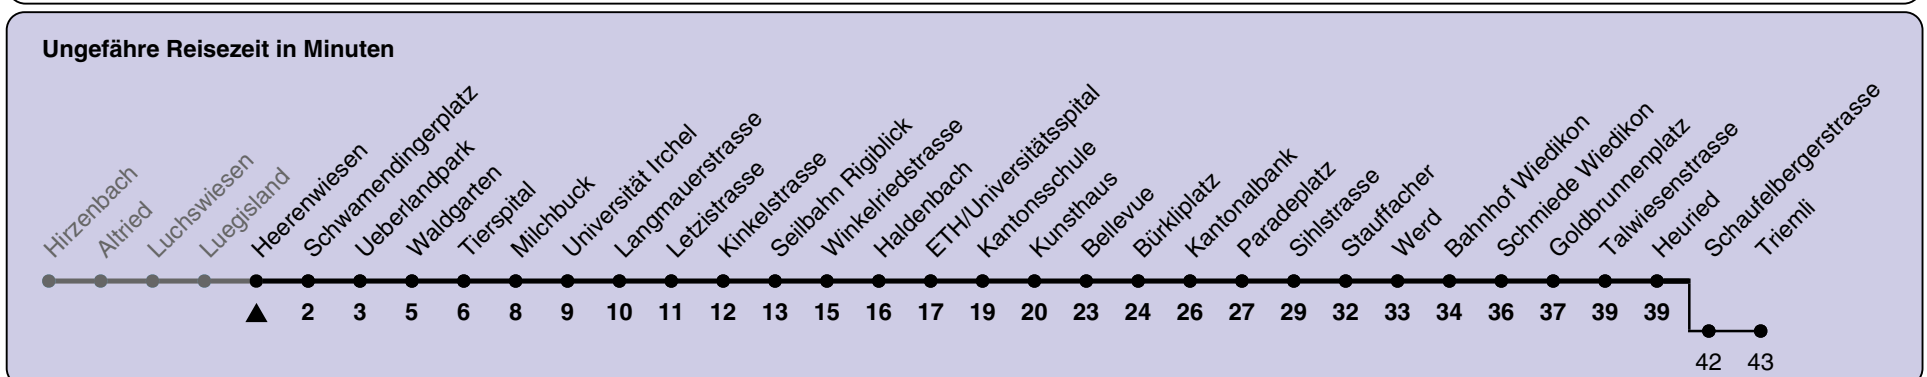 Ungefähre Reisezeit in Minuten
Hirzenbach
Altried
Luchswiesen
Luegisland
Heerenwiesen
Schwamendingerplatz
Ueberlandpark
Waldgarten
Tierspital
Milchbuck
Universität Irchel
Langmauerstrasse
Letzistrasse
Kinkelstrasse
Seilbahn Rigiblick
Winkelriedstrasse
Haldenbach
ETH/Universitätsspital
Kantonsschule
Kunsthaus
Bellevue
Bürkliplatz
Kantonalbank
Paradeplatz
Sihlstrasse
Stauffacher
Werd
Bahnhof Wiedikon
Schmiede Wiedikon
Goldbrunnenplatz
Talwiesenstrasse
Heuried
Schaufelbergerstrasse
Triemli
2 3 5 6 8 9 10 11 12 13 15 16 17 19 20 23 24 26 27 29 32 33 34 36 37 39 39
42 43